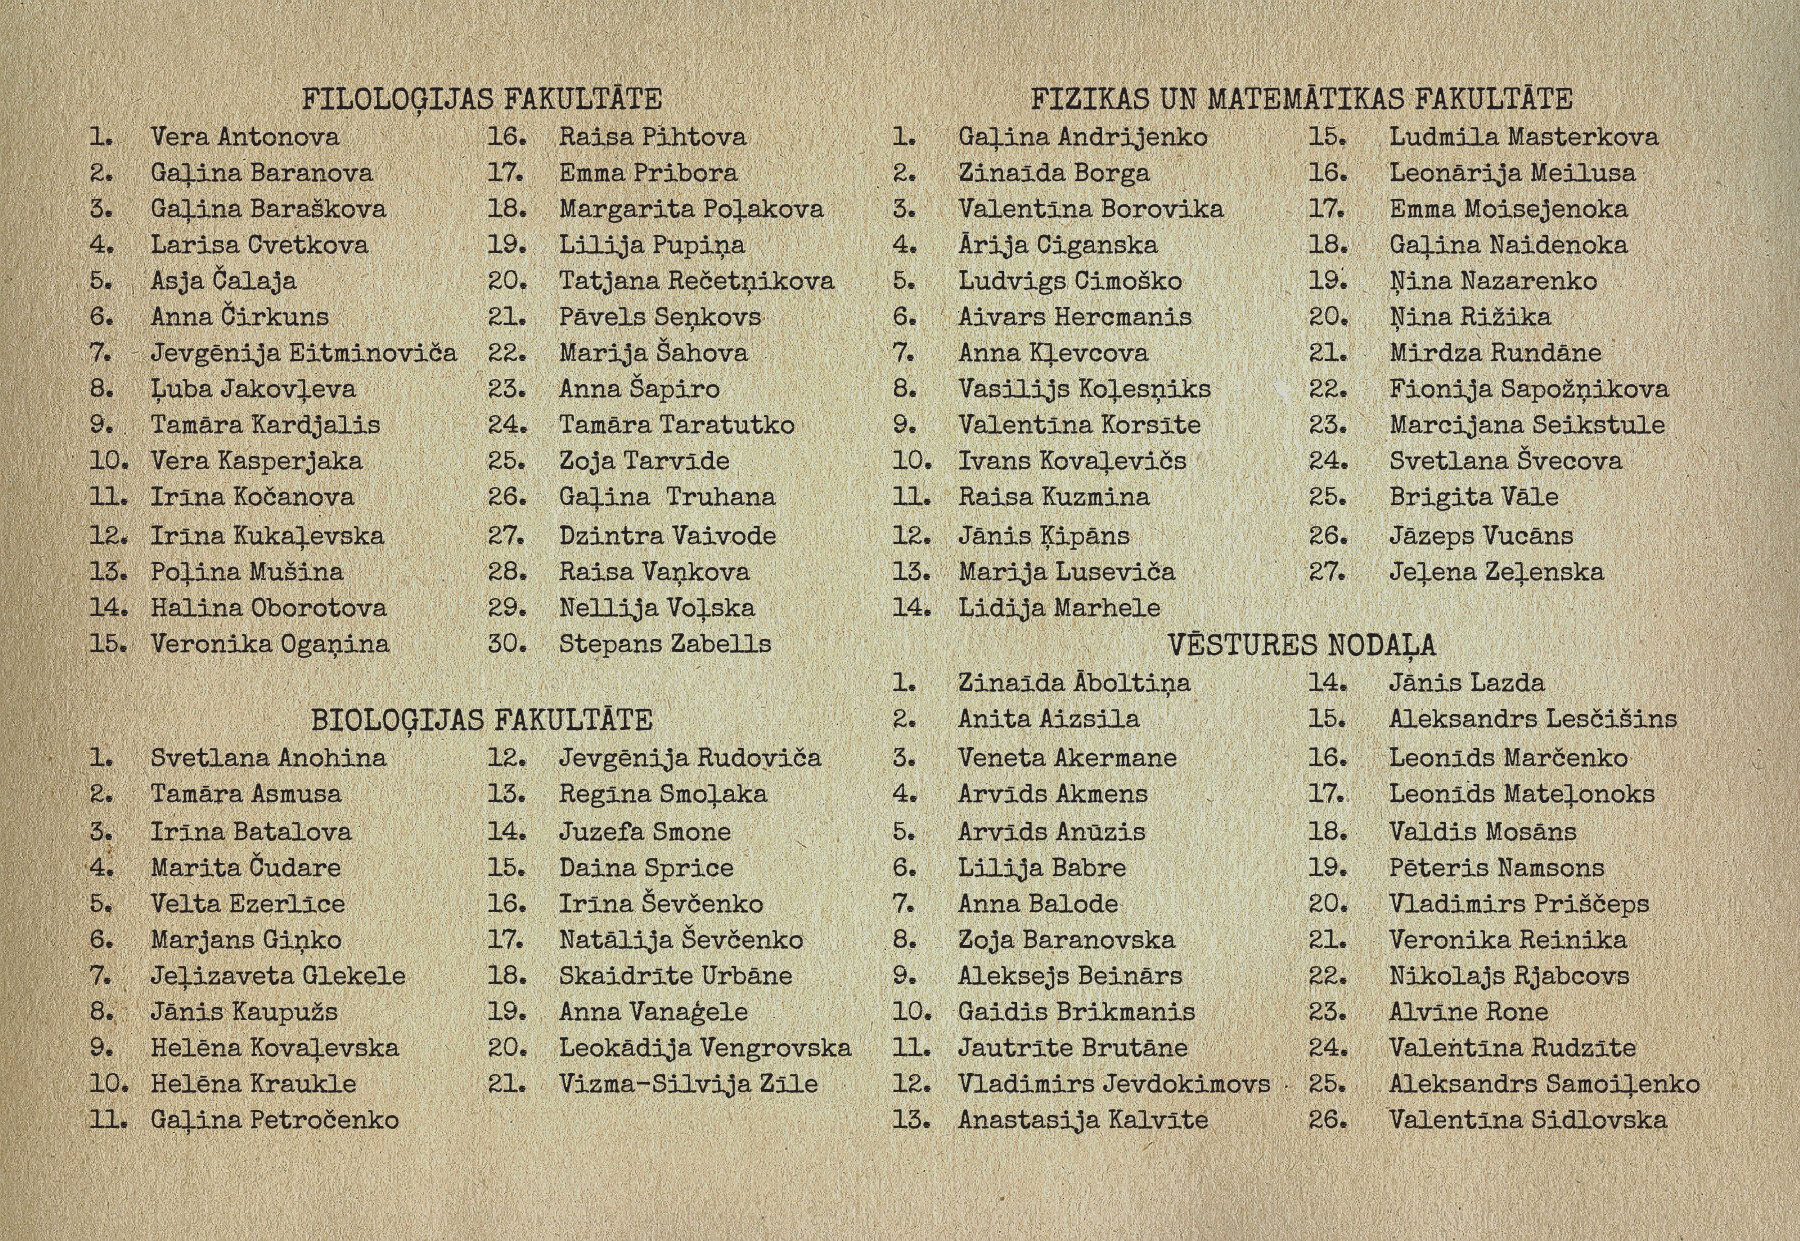 FILOLOĢIJAS FAKULTĀTE
1. Vera Antonova
2. Gaļina Baranova
3. Gaļina Baraškova
4. Larisa Cvetkova
5. Asja Čalaja
6. Anna Čirkuns
7. Jevgēnija Eitminoviča
8. Ļuba Jakovļeva
9. Tamāra Kardjalis
10. Vera Kasperjaka
11. Irīna Kočanova
12. Irīna Kukaļevska
13. Poļina Mušina
14. Halina Oborotova
15. Veronika Ogaņina
16. Raisa Pihtova
17. Emma Pribora
18. Margarita Poļakova
19. Lilija Pupiņa
20. Tatjana Rečetņikova
21. Pāvels Seņkovs
22. Marija Šahova
23. Anna Šapiro
24. Tamāra Taratutko
25. Zoja Tarvīde
26. Gaļina Truhana
27. Dzintra Vaivode
28. Raisa Vaņkova
29. Nellija Voļska
30. Stepans Zabells
BIOLOĢIJAS FAKULTĀTE
1. Svetlana Anohina
2. Tamāra Asmusa
3. Irīna Batalova
4. Marita Čudare
5. Velta Ezerlīce
6. Marjans Giņko
7. Jeļizaveta Glekele
8. Jānis Kaupužs
9. Helēna Kovaļevska
10. Helēna Kraukle
11. Gaļina Petročenko
12. Jevgēnija Rudoviča
13. Regīna Smoļaka
14. Juzefa Smone
15. Daina Sprice
16. Irīna Ševčenko
17. Natālija Ševčenko
18. Skaidrīte Urbāne
19. Anna Vanaģele
20. Leokādija Vengrovska
21. Vizma-Silvija Zīle
FIZIKAS UN MATEMĀTIKAS FAKULTĀTE
1. Gaļina Andrijenko
2. Zinaīda Borga
3. Valentīna Borovika
4. Ārija Ciganska
5. Ludvigs Cimoško
6. Aivars Hercmanis
7. Anna Kļevcova
8. Vasilijs Koļesņiks
9. Valentīna Korsīte
10. Ivans Kovaļevičs
11. Raisa Kuzmina
12. Jānis Ķipāns
13. Marija Luseviča
14. Lidija Marhele
15. Ludmila Masterkova
16. Leonārija Meilusa
17. Emma Moisejenoka
18. Gaļina Naidenoka
19. Ņina Nazarenko
20. Ņina Rižika
21. Mirdza Rundāne
22. Fionija Sapožņikova
23. Marcijana Seikstule
24. Svetlana Švecova
25. Brigita Vāle
26. Jāzeps Vucāns
27. Jeļena Zeļenska
VĒSTURES NODAĻA
1. Zinaīda Āboltiņa
2. Anita Aizsila
3. Veneta Akermane
4. Arvīds Akmens
5. Arvīds Anūzis
6. Lilija Babre
7. Anna Balode
8. Zoja Baranovska
9. Aleksejs Beinārs
10. Gaidis Brikmanis
11. Jautrīte Brutāne
12. Vladimirs Jevdokimovs
13. Anastasija Kalvīte
14. Jānis Lazda
15. Aleksandrs Lesčišins
16. Leonīds Marčenko
17. Leonīds Mateļonoks
18. Valdis Mosāns
19. Pēteris Namsons
20. Vladimirs Priščeps
21. Veronika Reinika
22. Nikolajs Rjabcovs
23. Alvīne Rone
24. Valentīna Rudzīte
25. Aleksandrs Samoiļenko
26. Valentīna Sidlovska